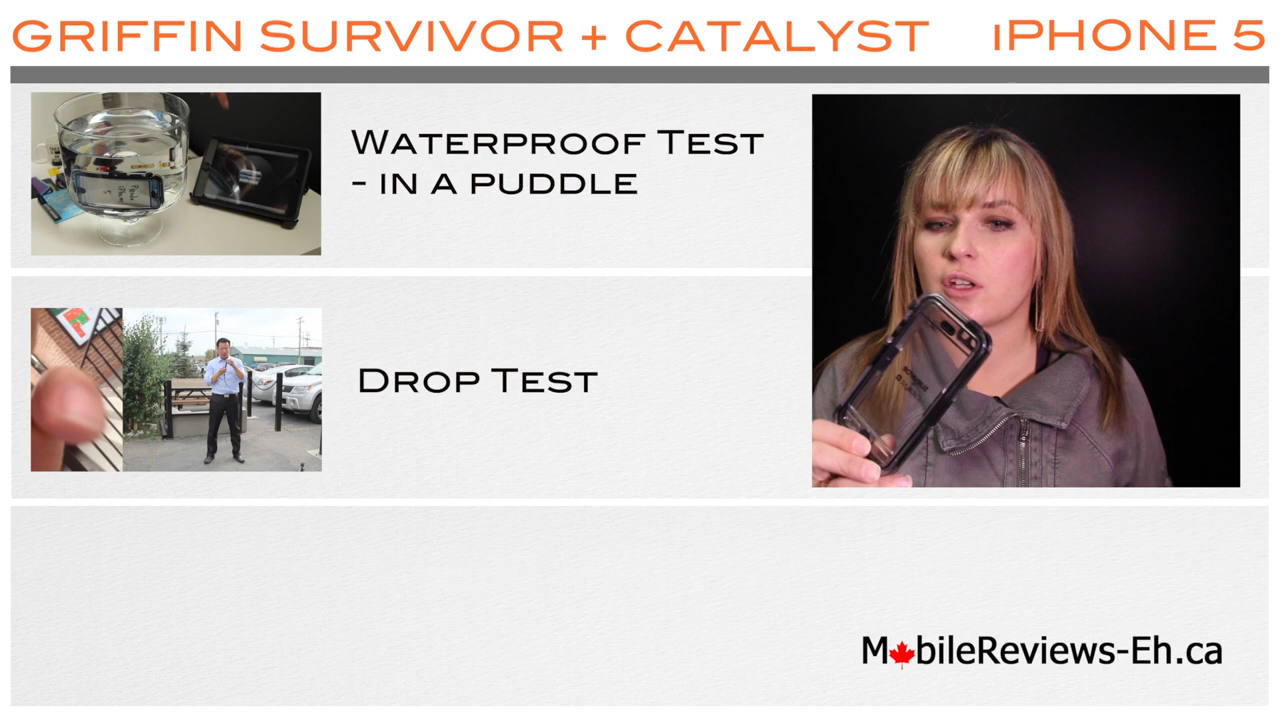 GRIFFIN SURVIVOR + CATALYST iPHONE 5
WATERPROOF TEST
- IN A PUDDLE
DROP TEST
MobileReviews-Eh.ca